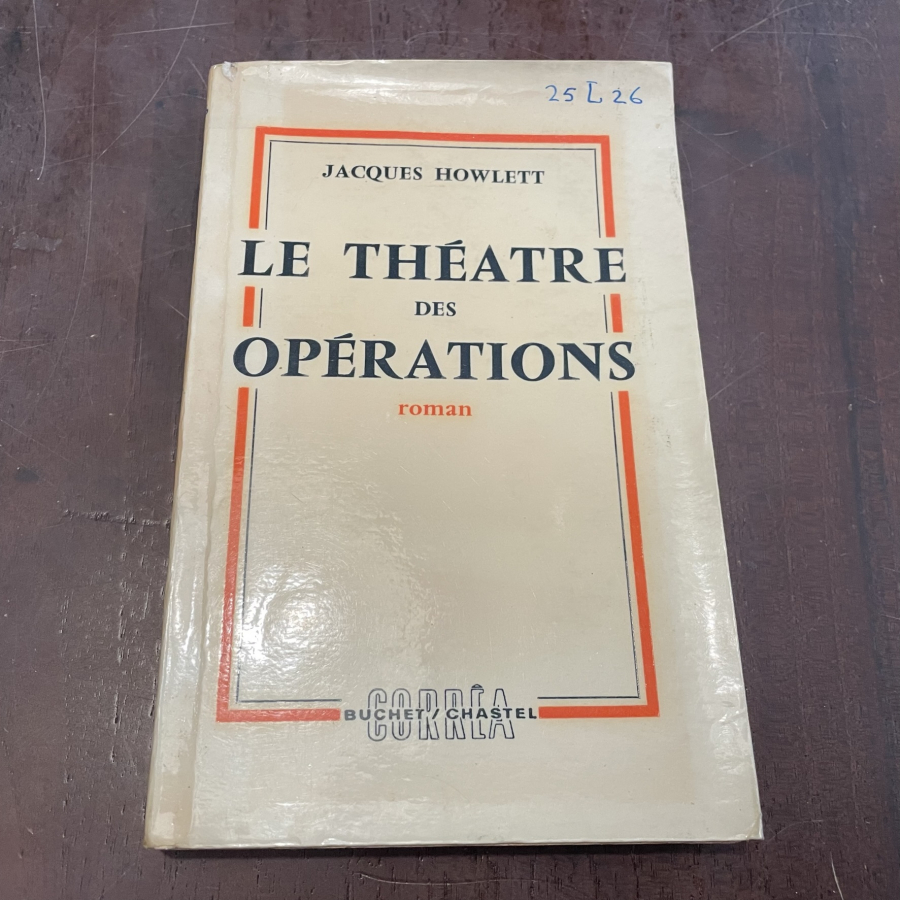 25 L 26
JACQUES HOWLETT
LE THÉATRE
DES
OPÉRATIONS
roman
CORRÊA
BUCHET / CHASTEL